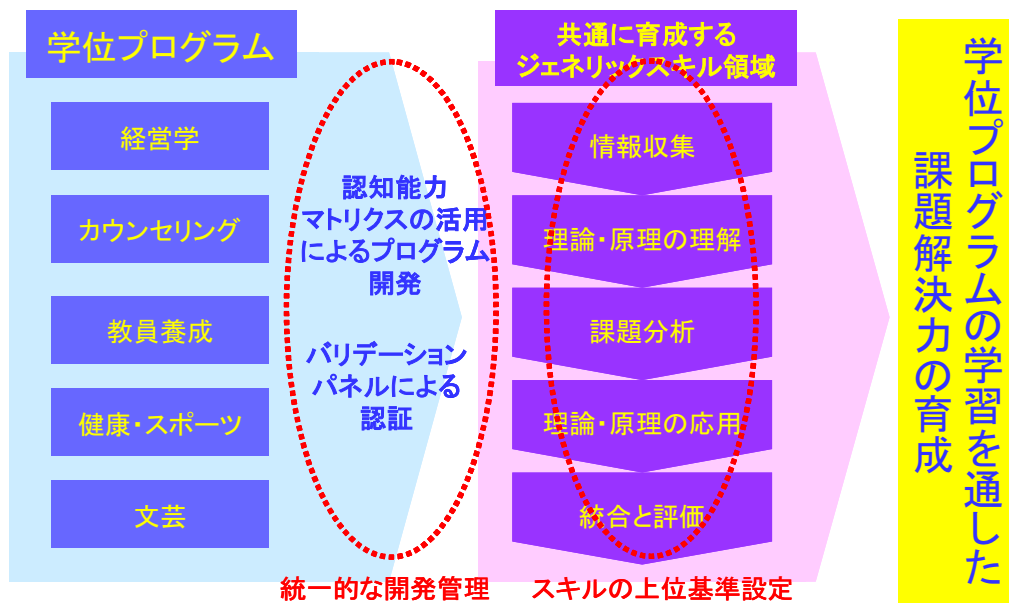 学位プログラム
経営学
カウンセリング
教員養成
健康・スポーツ
文芸
認知能力
マトリクスの活用
によるプログラム
開発
バリデーション
パネルによる
認証
統一的な開発管理
共通に育成する
ジェネリックスキル領域
情報収集
理論・原理の理解
課題分析
理論・原理の応用
統合と評価
スキルの上位基準設定
学位プログラムの学習を通した
課題解決力の育成